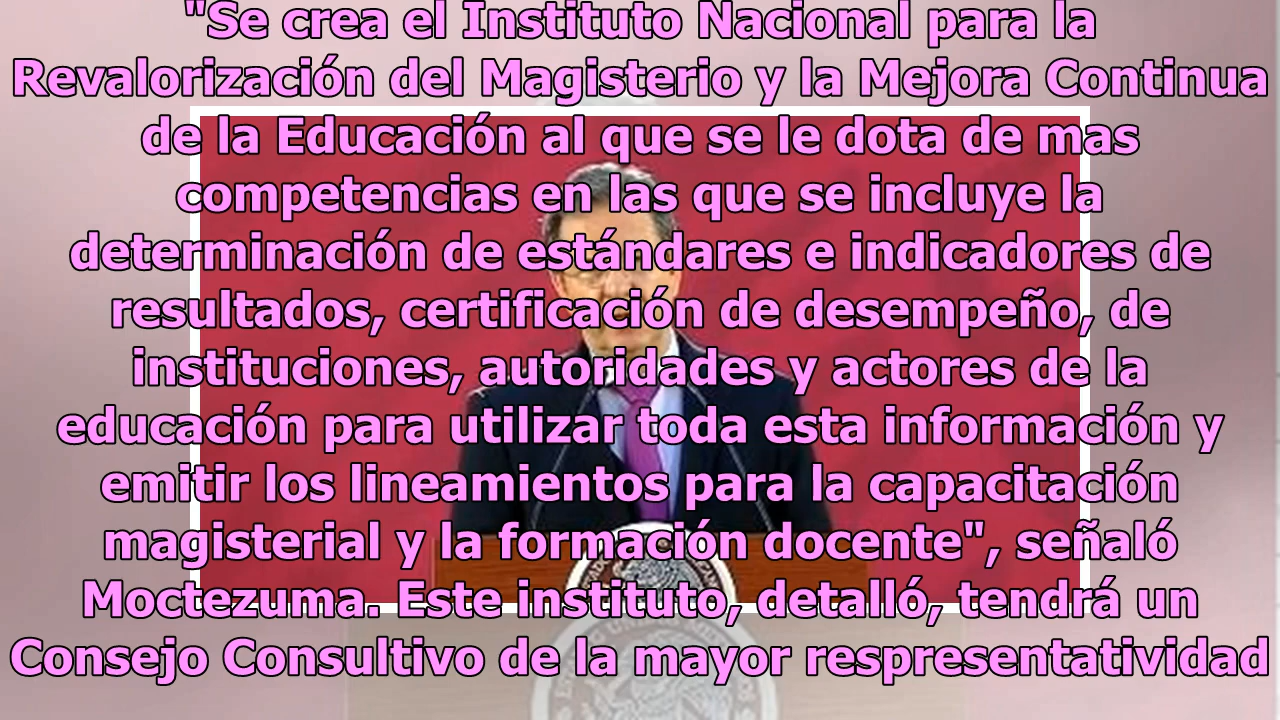 "Se crea el Instituto Nacional para la
Revalorización del Magisterio y la Mejora Continua
de la Educación al que se le dota de mas
competencias en las que se incluye la
determinación de estándares e indicadores de
resultados, certificación de desempeño, de
instituciones, autoridades y actores de la
educación para utilizar toda esta información y
emitir los lineamientos para la capacitación
magisterial y la formación docente", señaló
Moctezuma. Este instituto, detalló, tendrá un
Consejo Consultivo de la mayor respresentatividad